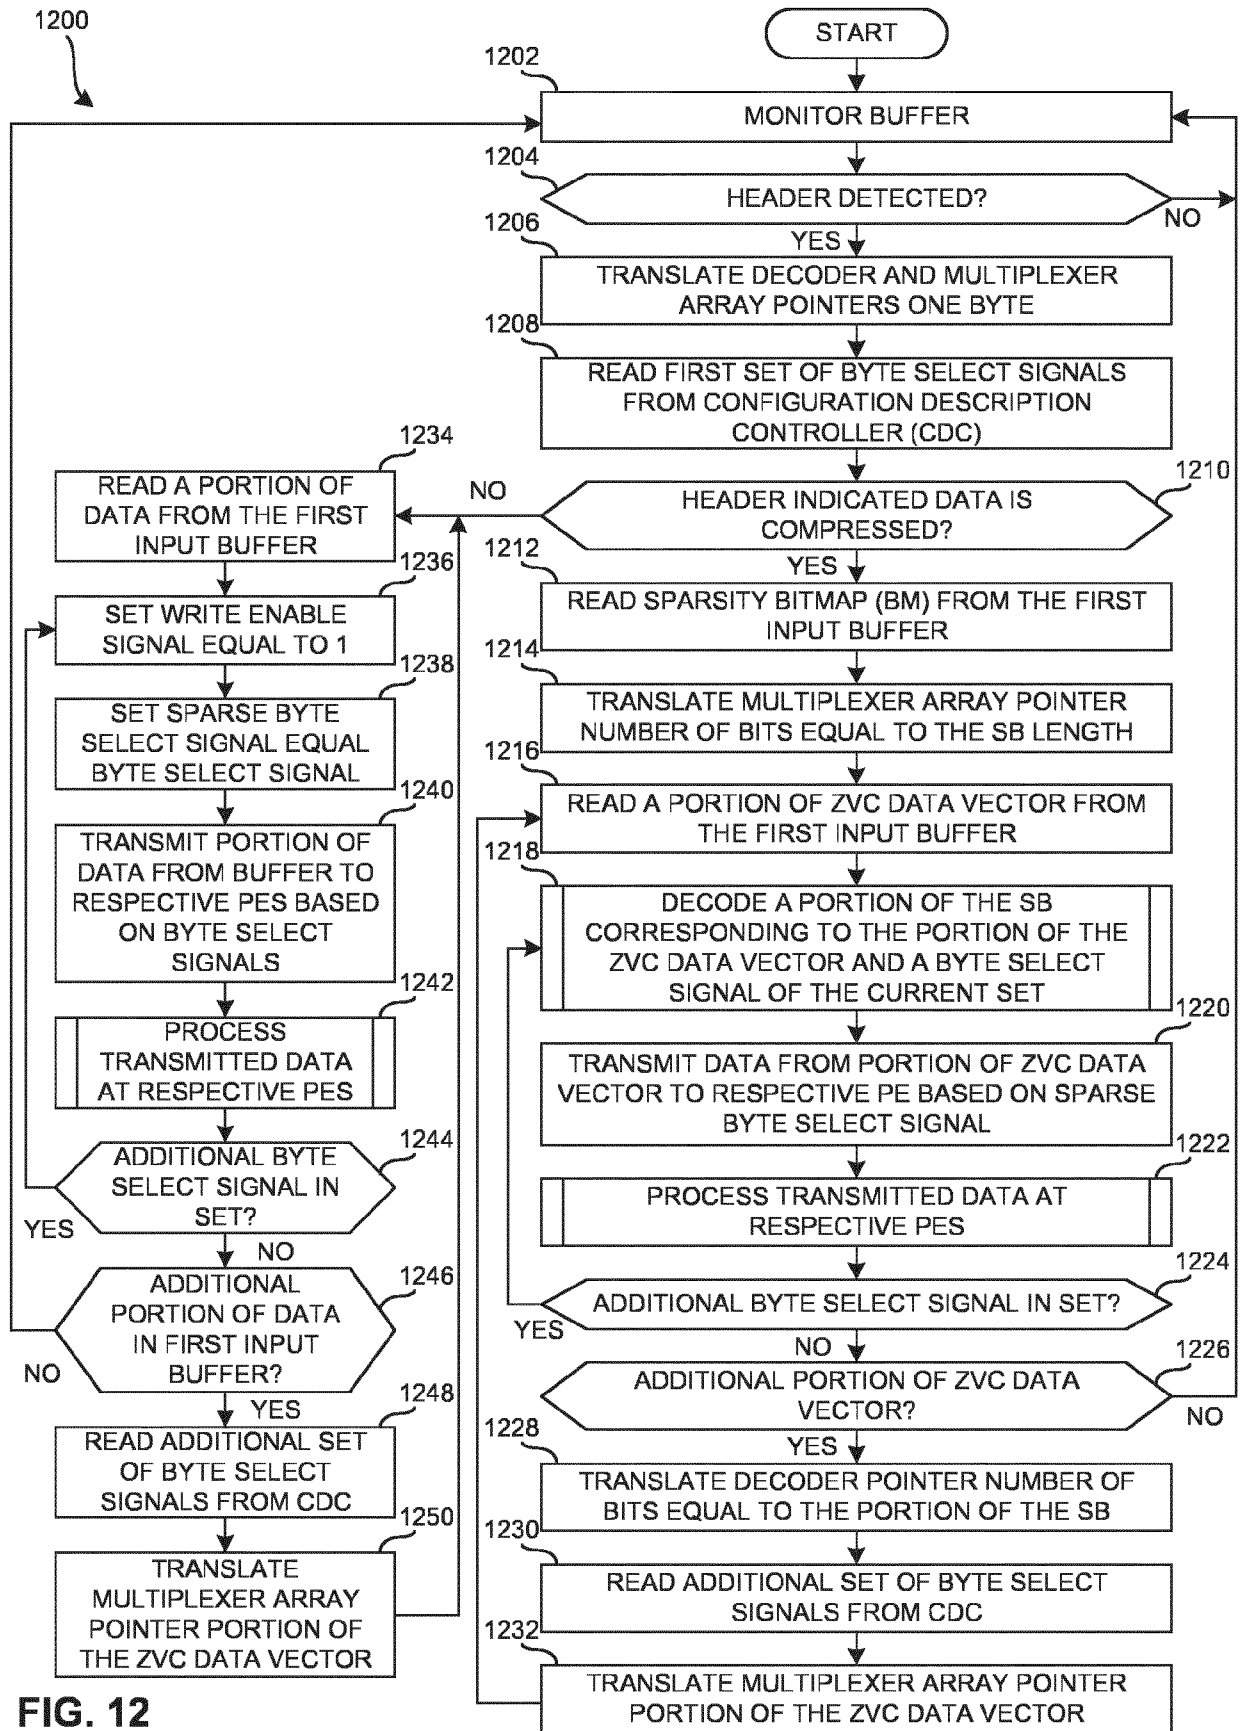 1200
START
1202
MONITOR BUFFER
1204
HEADER DETECTED?
NO
YES
1206
TRANSLATE DECODER AND MULTIPLEXER
ARRAY POINTERS ONE BYTE
1208
READ FIRST SET OF BYTE SELECT SIGNALS
FROM CONFIGURATION DESCRIPTION
CONTROLLER (CDC)
1210
HEADER INDICATED DATA IS
COMPRESSED?
NO
YES
1212
READ SPARSITY BITMAP (BM) FROM THE FIRST
INPUT BUFFER
1214
TRANSLATE MULTIPLEXER ARRAY POINTER
NUMBER OF BITS EQUAL TO THE SB LENGTH
1216
READ A PORTION OF ZVC DATA VECTOR FROM
THE FIRST INPUT BUFFER
1218
DECODE A PORTION OF THE SB
CORRESPONDING TO THE PORTION OF THE
ZVC DATA VECTOR AND A BYTE SELECT
SIGNAL OF THE CURRENT SET
1220
TRANSMIT DATA FROM PORTION OF ZVC DATA
VECTOR TO RESPECTIVE PE BASED ON SPARSE
BYTE SELECT SIGNAL
1222
PROCESS TRANSMITTED DATA AT
RESPECTIVE PES
1224
ADDITIONAL BYTE SELECT SIGNAL IN SET?
YES
NO
1226
ADDITIONAL PORTION OF ZVC DATA
VECTOR?
NO
YES
1228
TRANSLATE DECODER POINTER NUMBER OF
BITS EQUAL TO THE PORTION OF THE SB
1230
READ ADDITIONAL SET OF BYTE SELECT
SIGNALS FROM CDC
1232
TRANSLATE MULTIPLEXER ARRAY POINTER
PORTION OF THE ZVC DATA VECTOR
1234
READ A PORTION OF
DATA FROM THE FIRST
INPUT BUFFER
1236
SET WRITE ENABLE
SIGNAL EQUAL TO 1
1238
SET SPARSE BYTE
SELECT SIGNAL EQUAL
BYTE SELECT SIGNAL
1240
TRANSMIT PORTION OF
DATA FROM BUFFER TO
RESPECTIVE PES BASED
ON BYTE SELECT
SIGNALS
1242
PROCESS
TRANSMITTED DATA
AT RESPECTIVE PES
1244
ADDITIONAL BYTE
SELECT SIGNAL IN
SET?
YES
NO
1246
ADDITIONAL
PORTION OF DATA
IN FIRST INPUT
BUFFER?
NO
YES
1248
READ ADDITIONAL SET
OF BYTE SELECT
SIGNALS FROM CDC
1250
TRANSLATE
MULTIPLEXER ARRAY
POINTER PORTION OF
THE ZVC DATA VECTOR
FIG. 12